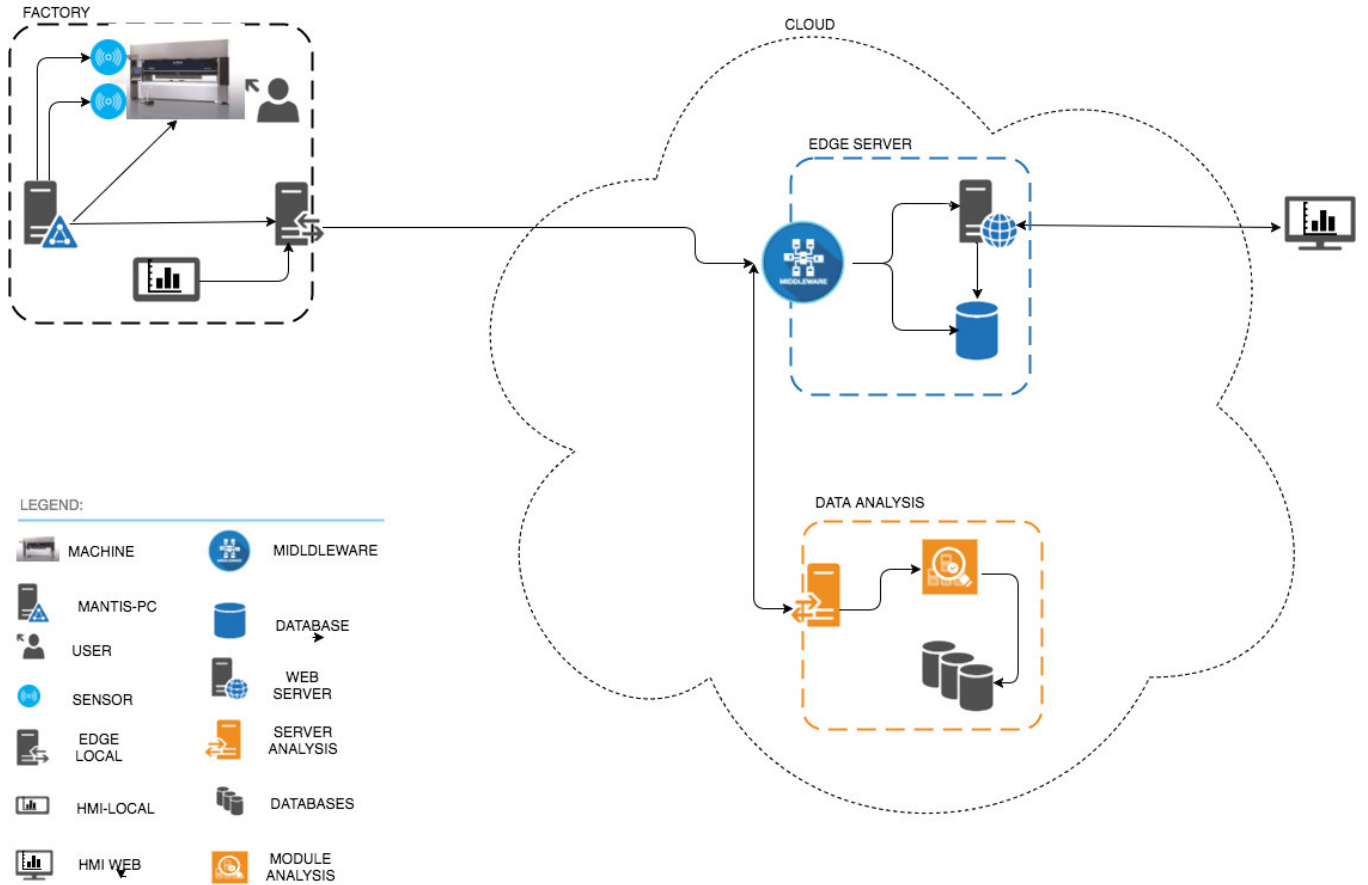 FACTORY
CLOUD
EDGE SERVER
MIDDLEWARE
DATA ANALYSIS
LEGEND:
MACHINE
MIDLDLEWARE
MANTIS-PC
DATABASE
USER
WEB
SERVER
SENSOR
EDGE
LOCAL
SERVER
ANALYSIS
HMI-LOCAL
DATABASES
HMI WEB
MODULE
ANALYSIS